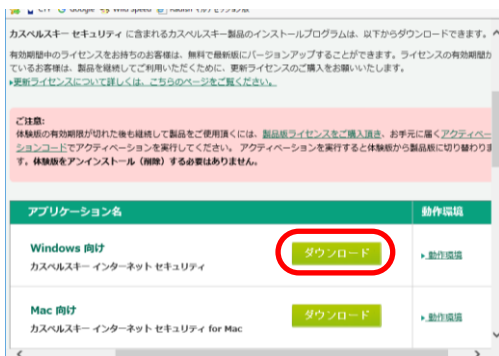 カスペルスキー セキュリティ に含まれるカスペルスキー製品のインストールプログラムは、以下からダウンロードできます。
有効期間中のライセンスをお持ちのお客様は、無料で最新版にバージョンアップすることができます。ライセンスの有効期間が
ているお客様は、製品を継続してご利用いただくために、更新ライセンスのご購入をお願いいたします。
更新ライセンスについて詳しくは、こちらのページをご覧ください。
ご注意:
体験版の有効期限が切れた後も継続して製品をご使用頂くには、製品版ライセンスをご購入頂き、お手元に届くアクティベー
ションコードでアクティベーションを実行してください。 アクティベーションを実行すると体験版から製品版に切り替わりま
す。体験版をアンインストール（削除）する必要はありません。
アプリケーション名 動作環境
Windows 向け
ダウンロード 動作環境
カスペルスキー インターネット セキュリティ
Mac 向け
ダウンロード 動作環境
カスペルスキー インターネット セキュリティ for Mac